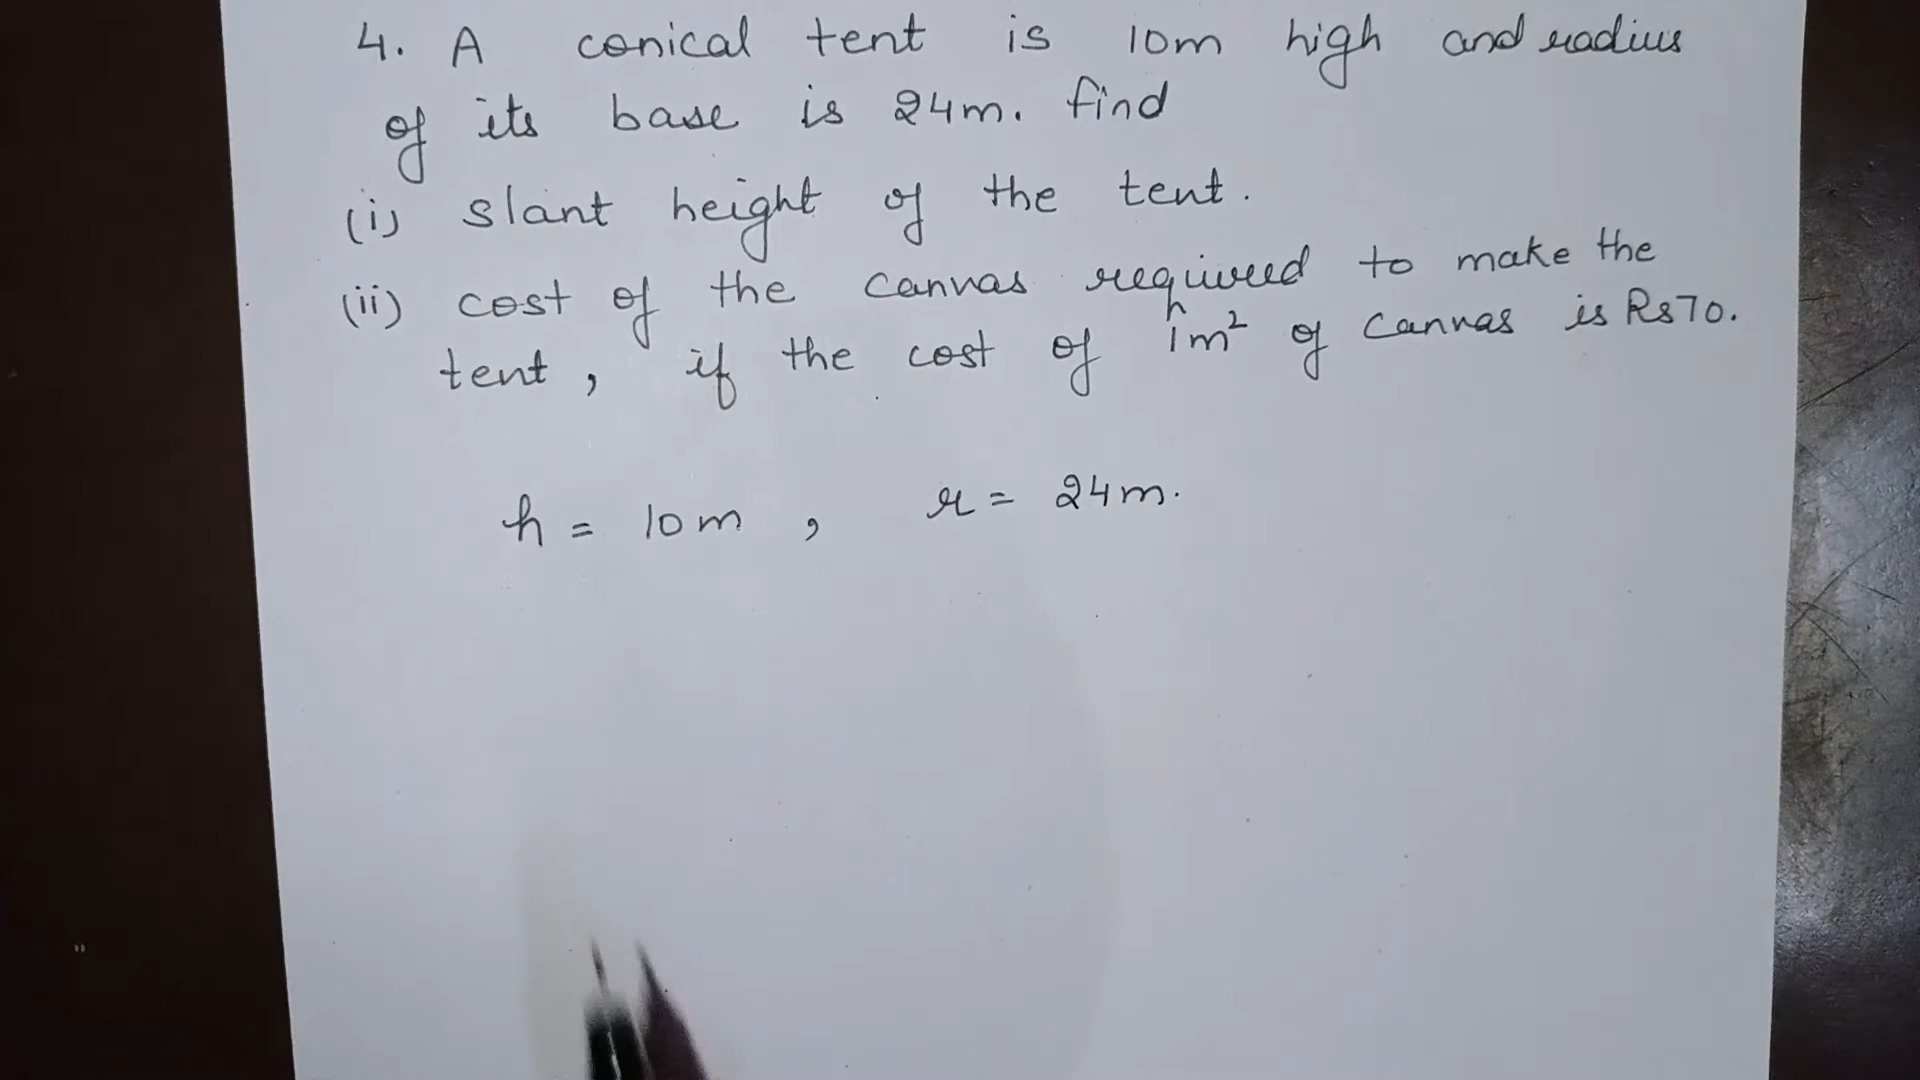 4. A conical tent is 10m high and radius
of its base is 24m. find
(i) slant height of the tent.
(ii) cost of the canvas required to make the
tent, if the cost of 1m² of canvas is Rs70.
h = 10m, r = 24m.